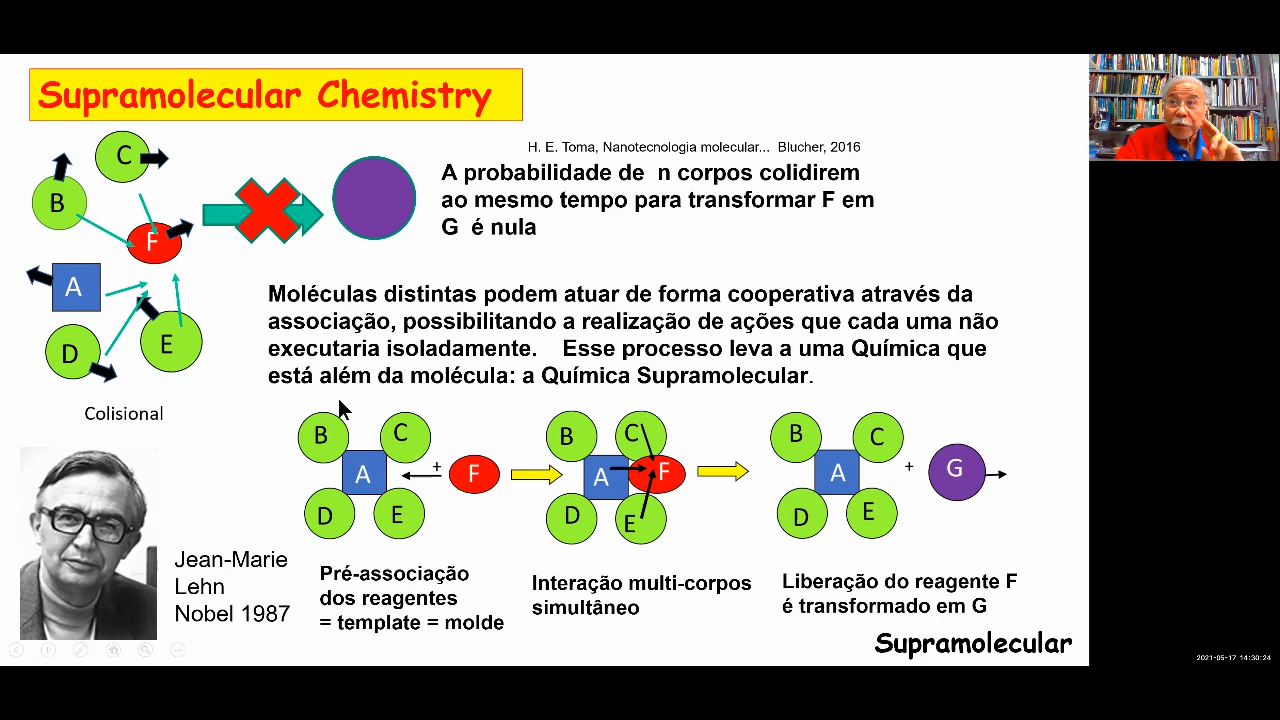 Supramolecular Chemistry
H. E. Toma, Nanotecnologia molecular... Blucher, 2016
A probabilidade de n corpos colidirem
ao mesmo tempo para transformar F em
G é nula
C
B
F
A
D
E
Colisional
Moléculas distintas podem atuar de forma cooperativa através da
associação, possibilitando a realização de ações que cada uma não
executaria isoladamente. Esse processo leva a uma Química que
está além da molécula: a Química Supramolecular.
B C
A + F
D E
B C
A F
D E
B C
A + G
D E
Jean-Marie
Lehn
Nobel 1987
Pré-associação
dos reagentes
= template = molde
Interação multi-corpos
simultâneo
Liberação do reagente F
é transformado em G
Supramolecular
2021-05-17 14:30:24